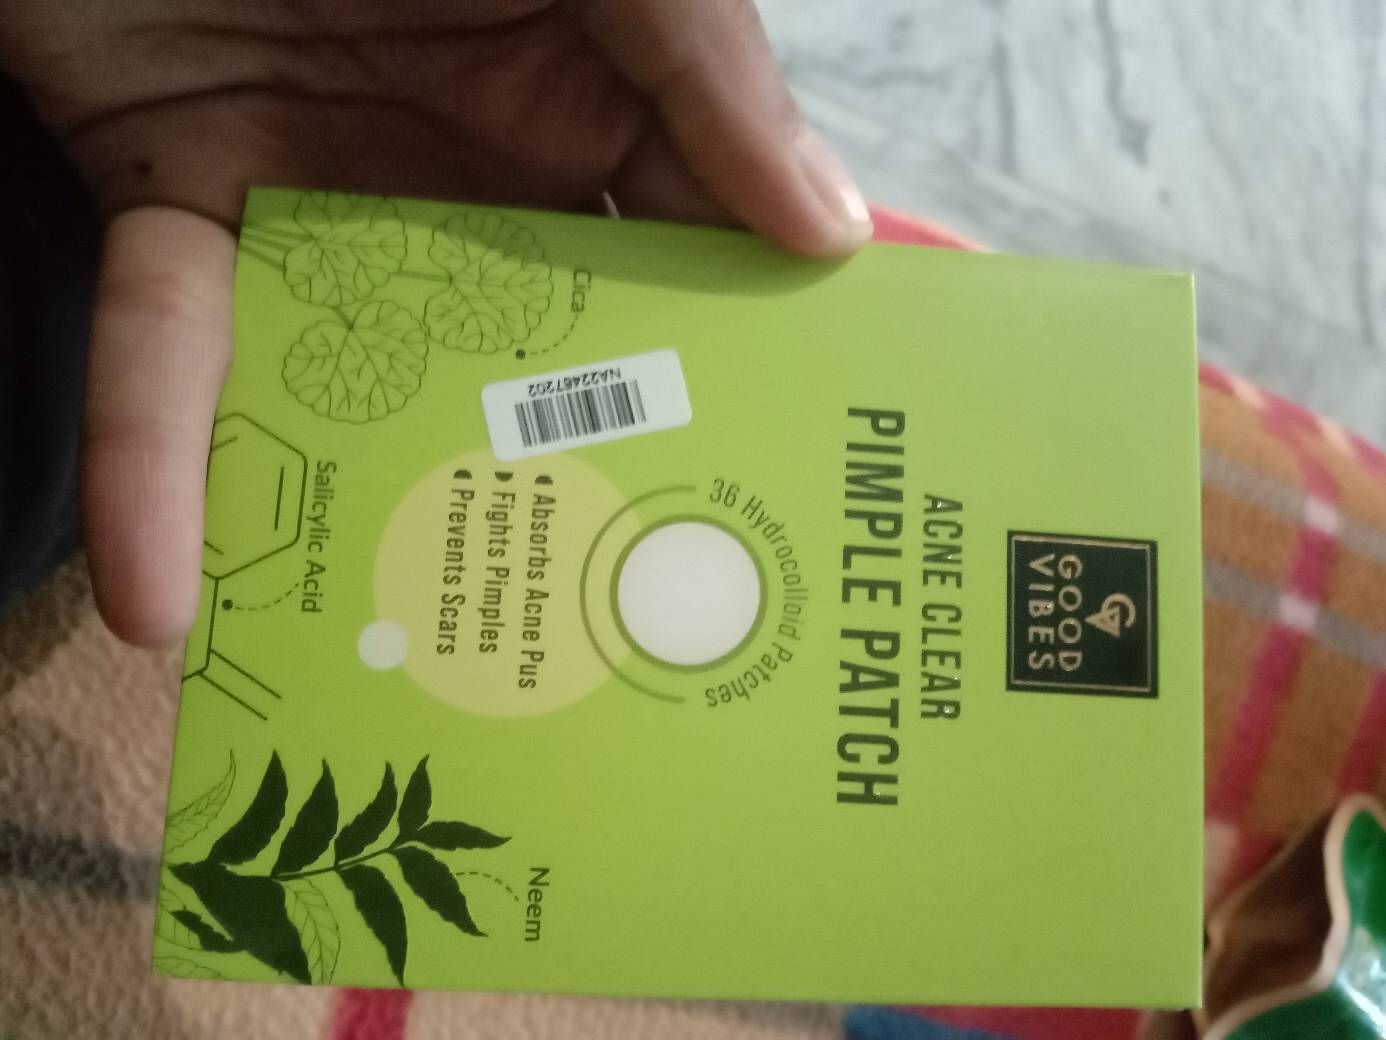 GOOD
VIBES
ACNE CLEAR
PIMPLE PATCH
36 Hydrocolloid Patches
Absorbs Acne Pus
Fights Pimples
Prevents Scars
NA22467202
Cica
Salicylic Acid
Neem